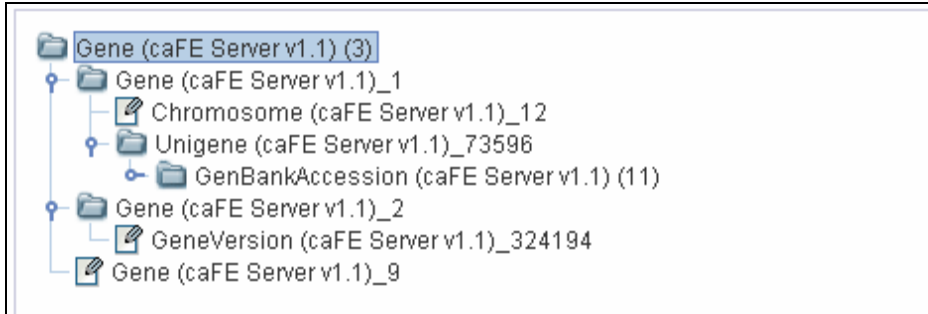 Gene (caFE Server v1.1) (3)
Gene (caFE Server v1.1)_1
Chromosome (caFE Server v1.1)_12
Unigene (caFE Server v1.1)_73596
GenBankAccession (caFE Server v1.1) (11)
Gene (caFE Server v1.1)_2
GeneVersion (caFE Server v1.1)_324194
Gene (caFE Server v1.1)_9